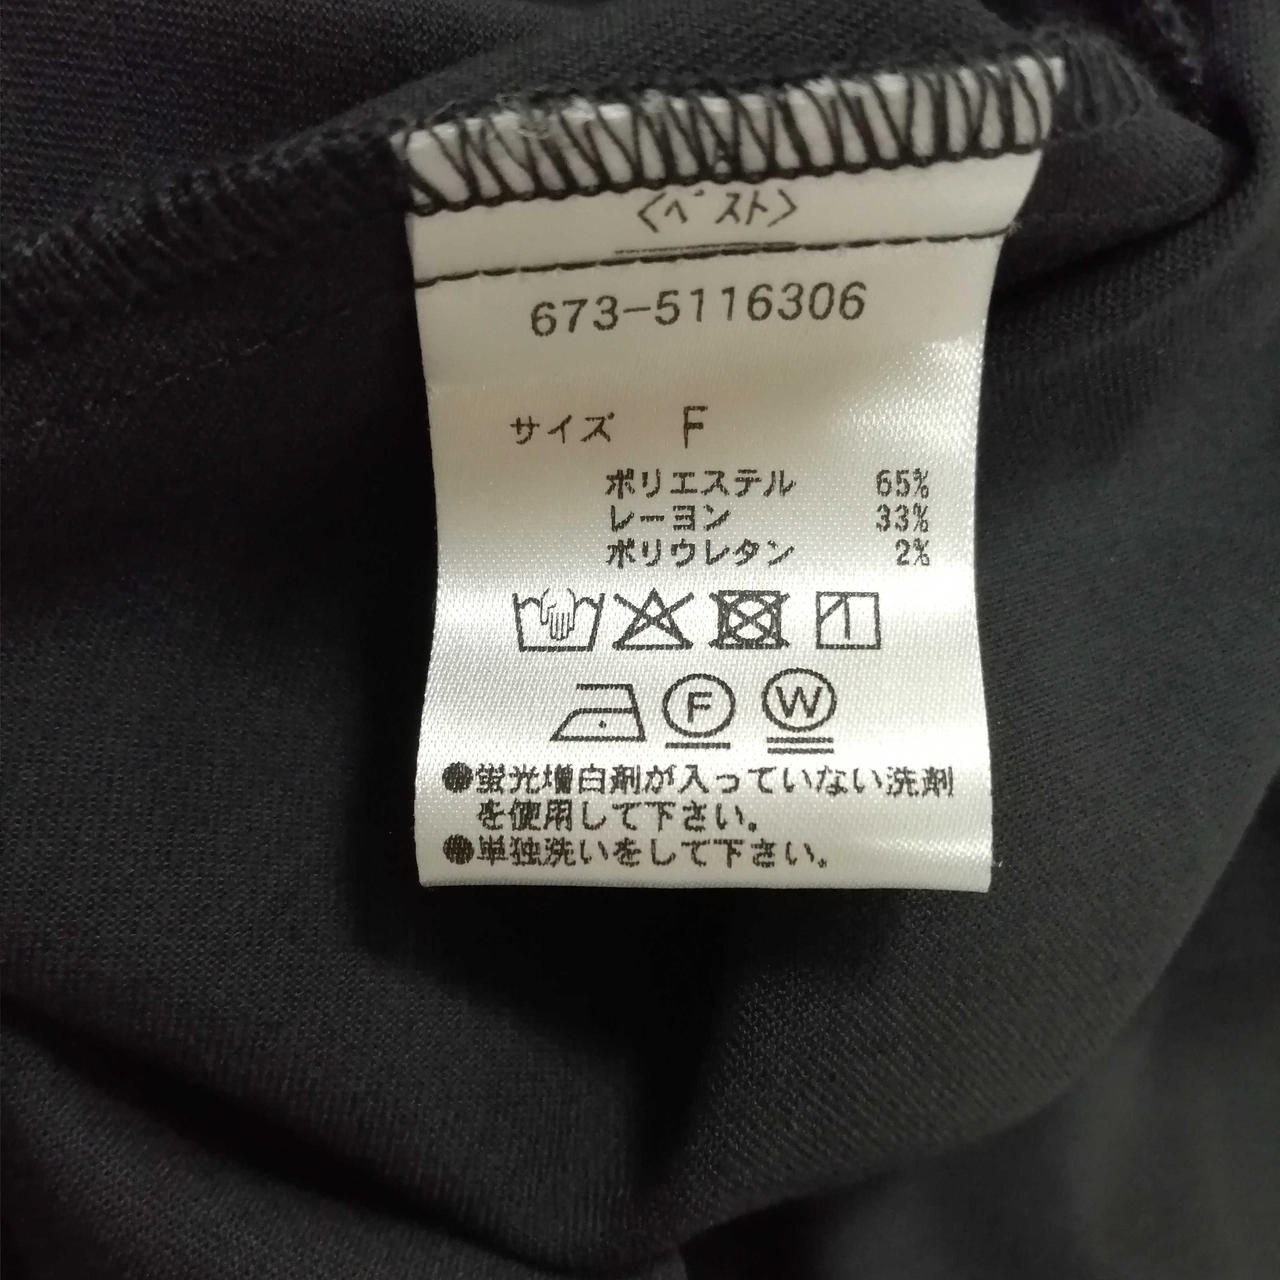 〈ベスト〉
673-5116306
サイズ F
ポリエステル 65%
レーヨン 33%
ポリウレタン 2%
F W
●蛍光増白剤が入っていない洗剤
を使用して下さい。
●単独洗いをして下さい。